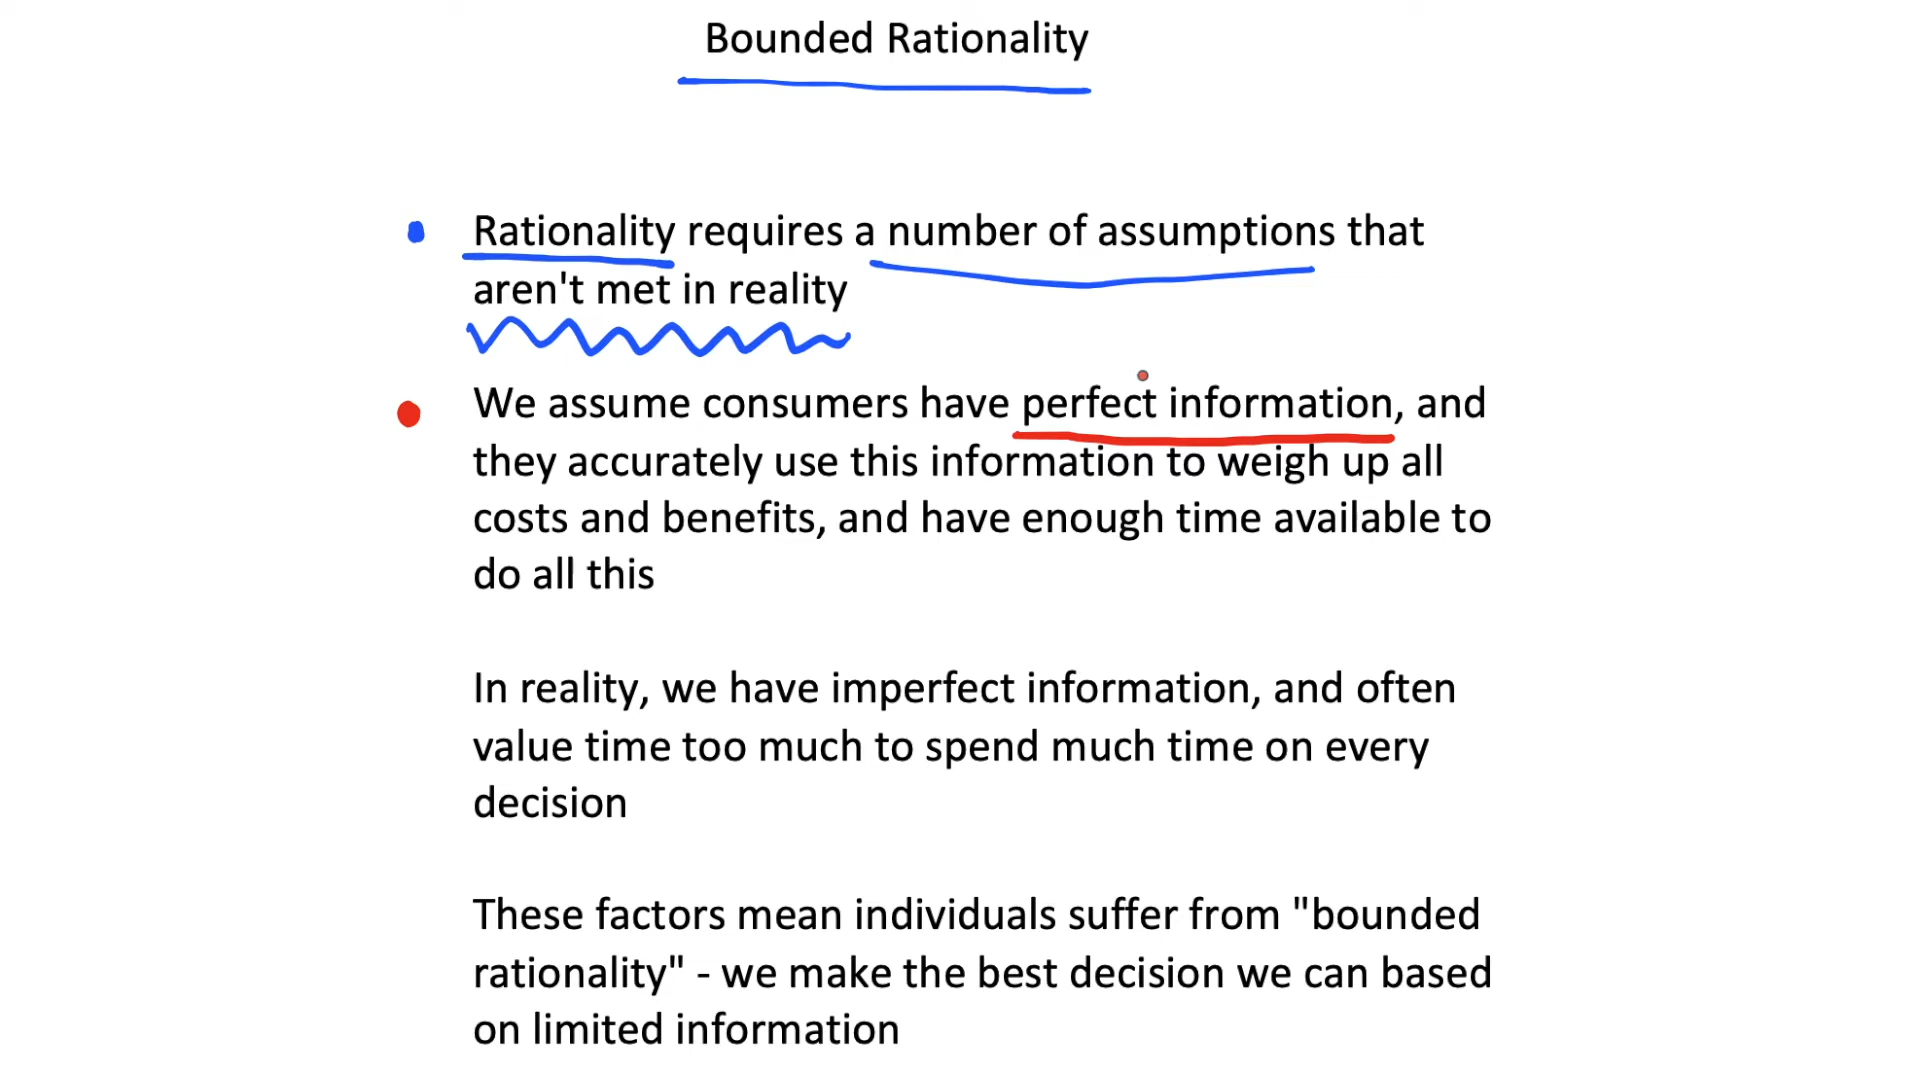 Bounded Rationality
Rationality requires a number of assumptions that
aren't met in reality
We assume consumers have perfect information, and
they accurately use this information to weigh up all
costs and benefits, and have enough time available to
do all this
In reality, we have imperfect information, and often
value time too much to spend much time on every
decision
These factors mean individuals suffer from "bounded
rationality" - we make the best decision we can based
on limited information